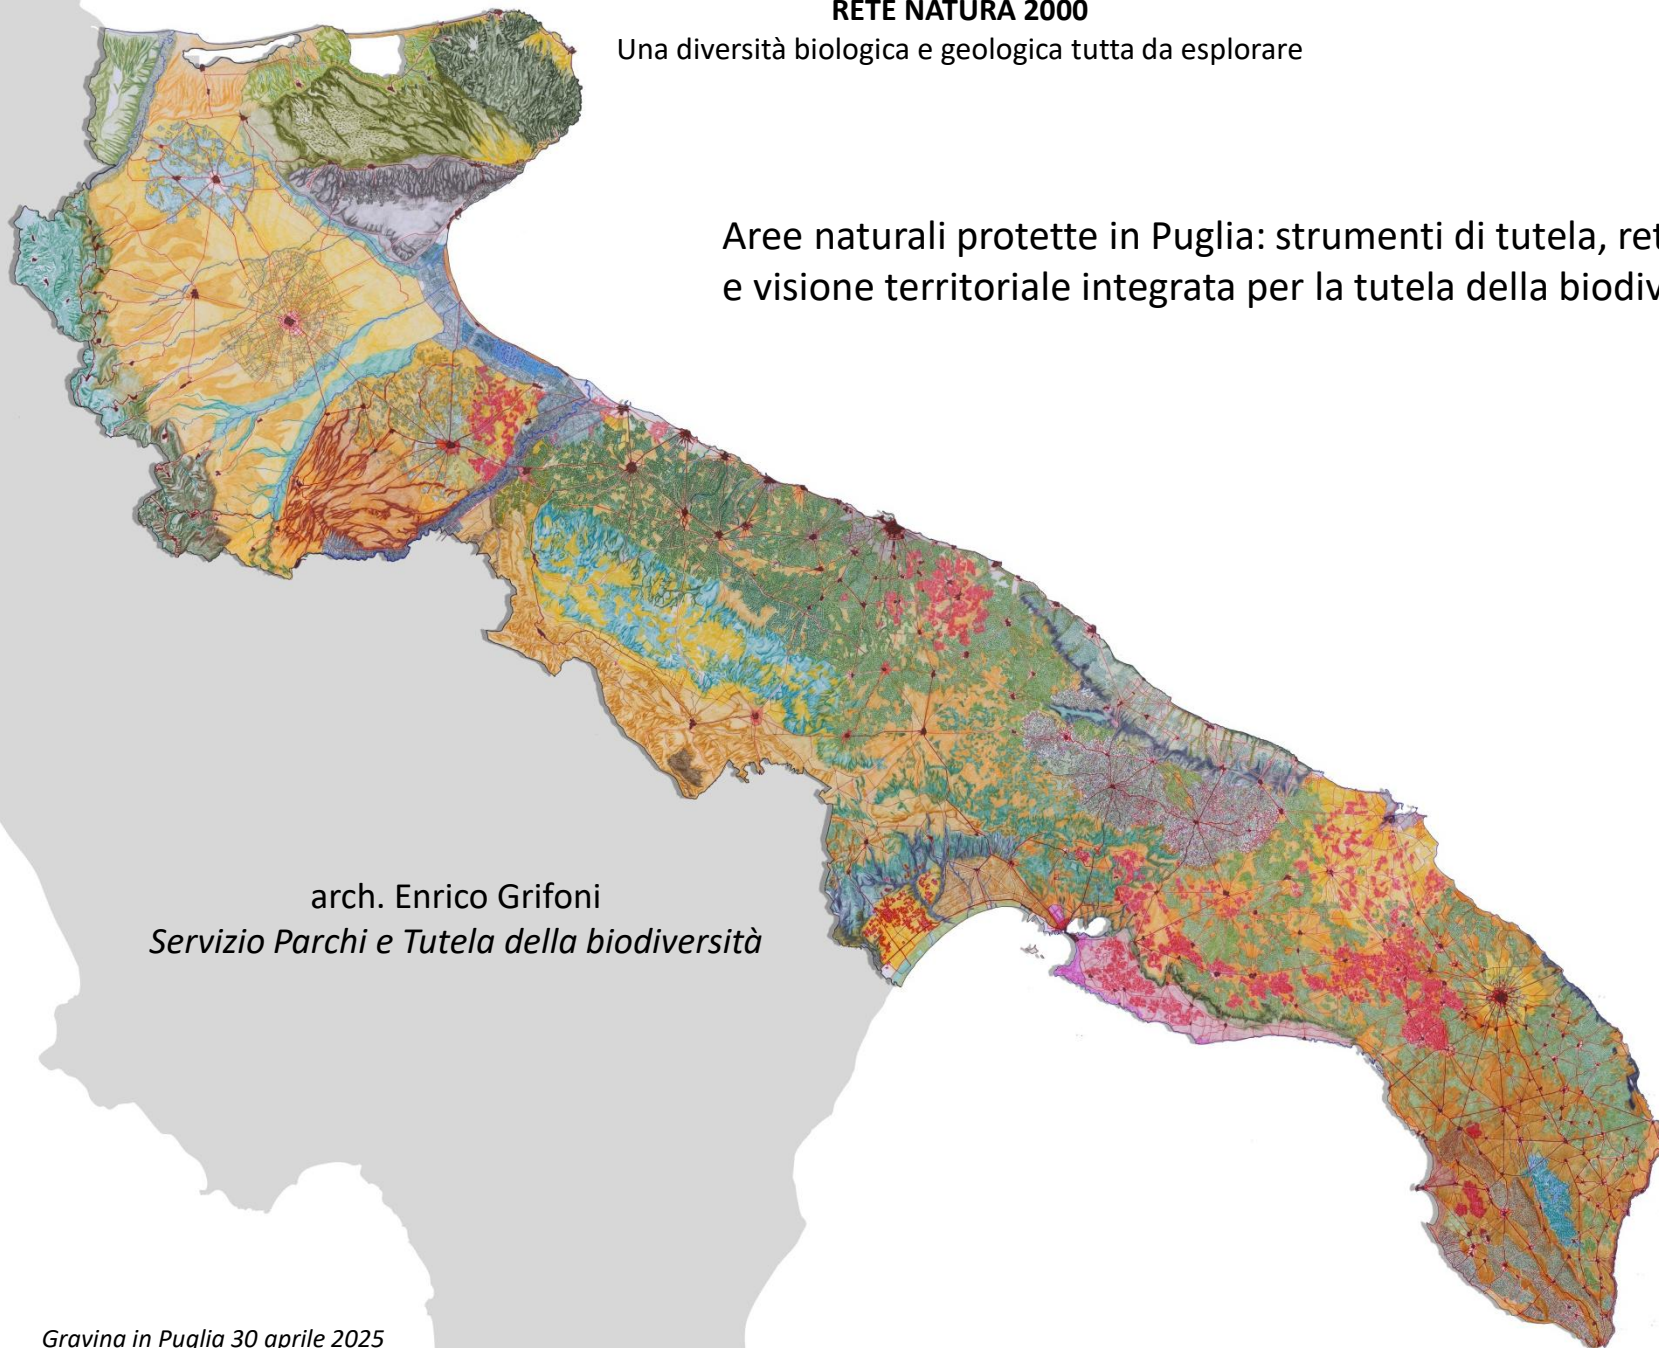 RETE NATURA 2000
Una diversità biologica e geologica tutta da esplorare
Aree naturali protette in Puglia: strumenti di tutela,
e visione territoriale integrata per la tutela della
arch. Enrico Grifoni
Servizio Parchi e Tutela della biodiversità
Gravina in Puglia 30 aprile 2025